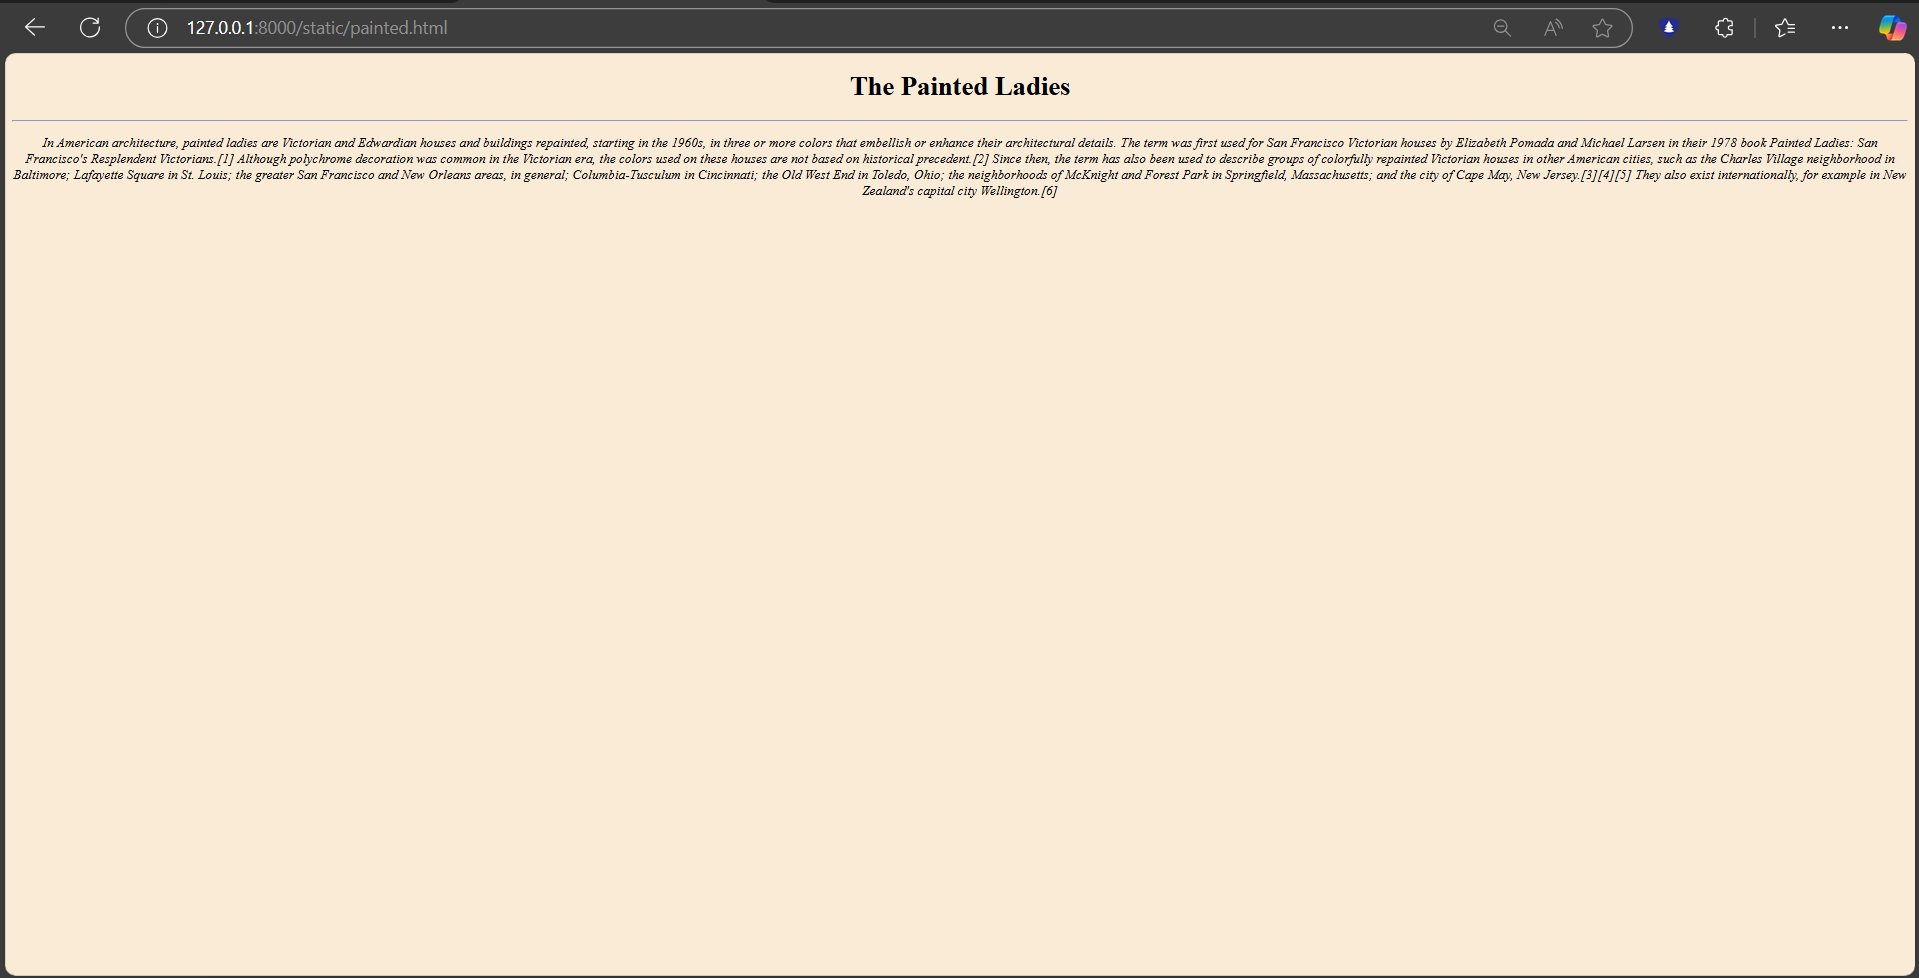 127.0.0.1:8000/static/painted.html
The Painted Ladies
In American architecture, painted ladies are Victorian and Edwardian houses and buildings repainted, starting in the 1960s, in three or more colors that embellish or enhance their architectural details. The term was first used for San Francisco Victorian houses by Elizabeth Pomada and Michael Larsen in their 1978 book Painted Ladies: San
Francisco's Resplendent Victorians.[1] Although polychrome decoration was common in the Victorian era, the colors used on these houses are not based on historical precedent.[2] Since then, the term has also been used to describe groups of colorfully repainted Victorian houses in other American cities, such as the Charles Village neighborhood in
Baltimore; Lafayette Square in St. Louis; the greater San Francisco and New Orleans areas, in general; Columbia-Tusculum in Cincinnati; the Old West End in Toledo, Ohio; the neighborhoods of McKnight and Forest Park in Springfield, Massachusetts; and the city of Cape May, New Jersey.[3][4][5] They also exist internationally, for example in New
Zealand's capital city Wellington.[6]